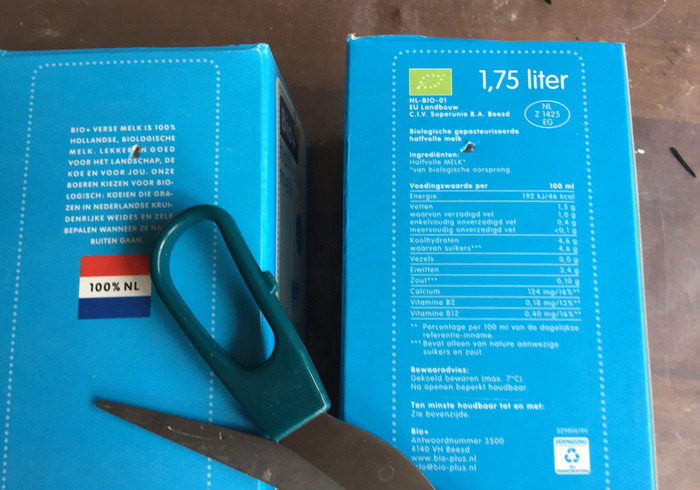 BIO+ VERSE MELK IS 100%
HOLLANDSE, BIOLOGISCHE
MELK. LEKKER EN GOED
VOOR HET LANDSCHAP, DE
KOE EN VOOR JOU. ONZE
BOEREN KIEZEN VOOR BIO-
LOGISCH: KOEIEN DIE GRA-
ZEN IN NEDERLANDSE KRUI-
DENRIJKE WEIDES EN ZELF
BEPALEN WANNEER ZE NAAR
BUITEN GAAN.
100% NL
1,75 liter
NL-BIO-01
EU Landbouw
C.I.V. Superunie B.A. Beesd
NL
Z 1425
EG
Biologische gepasteuriseerde
halfvolle melk
Ingrediënten:
Halfvolle MELK*
*van biologische oorsprong
Voedingswaarde per 100 ml
Energie 192 kJ/46 kcal
Vetten 1,5 g
waarvan verzadigd vet 1,0 g
enkelvoudig onverzadigd vet 0,4 g
meervoudig onverzadigd vet <0,1 g
Koolhydraten 4,6 g
waarvan suikers*** 4,6 g
Vezels 0,0 g
Eiwitten 3,4 g
Zout*** 0,10 g
Calcium 124 mg/16%**
Vitamine B2 0,18 mg/13%**
Vitamine B12 0,40 mg/16%**
** Percentage per 100 ml van de dagelijkse
referentie-inname.
*** Bevat alleen van nature aanwezige
suikers en zout.
Bewaaradvies:
Gekoeld bewaren (max. 7°C).
Na openen beperkt houdbaar.
Ten minste houdbaar tot en met:
Zie bovenzijde.
Bio+
Antwoordnummer 3500
4140 VH Beesd
www.bio-plus.nl
info@bio-plus.nl
VERPAKKING